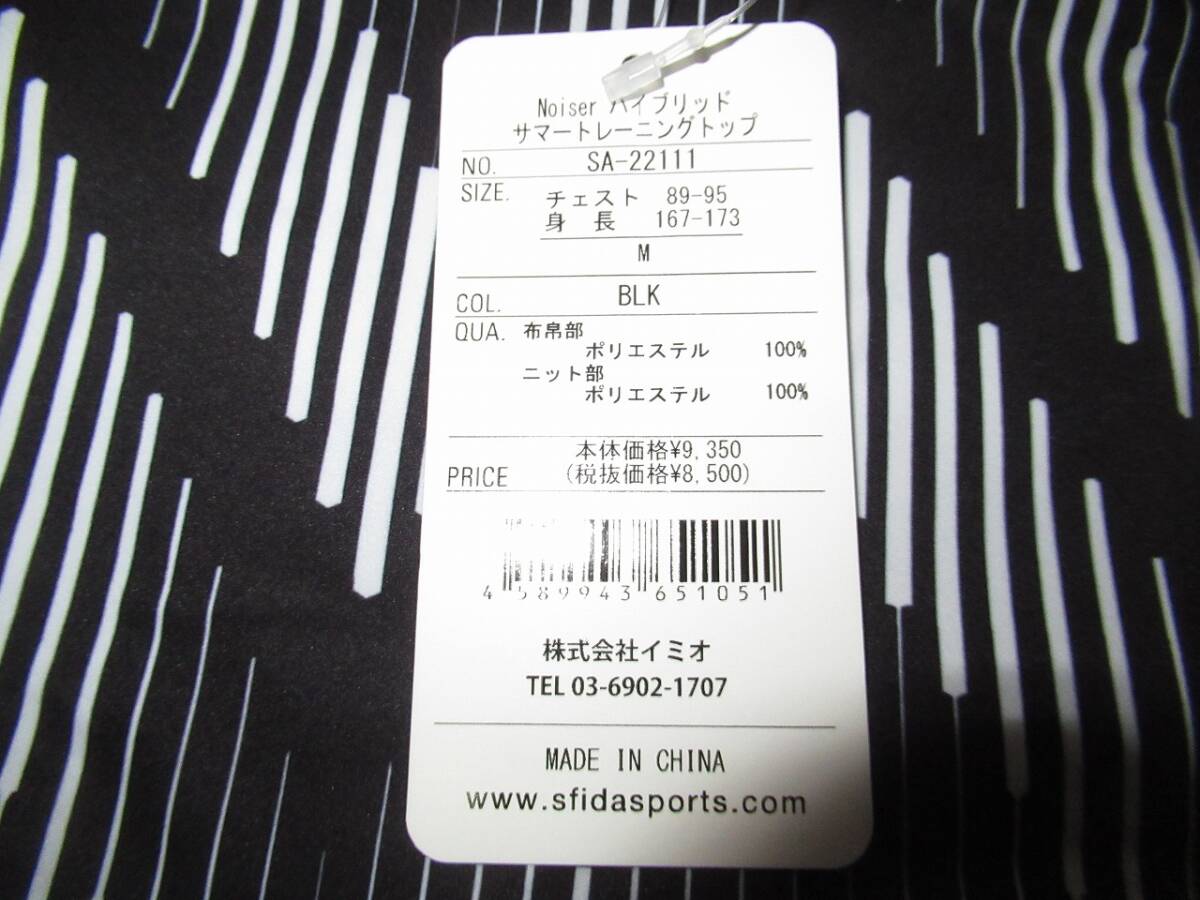 Noiser ハイブリッド
サマートレーニングトップ
NO. SA-22111
SIZE. チェスト 89-95
身長 167-173
M
COL. BLK
QUA. 布帛部
ポリエステル 100%
ニット部
ポリエステル 100%
本体価格¥9,350
PRICE (税抜価格¥8,500)
4 589943 651051
株式会社イミオ
TEL 03-6902-1707
MADE IN CHINA
www.sfidasports.com